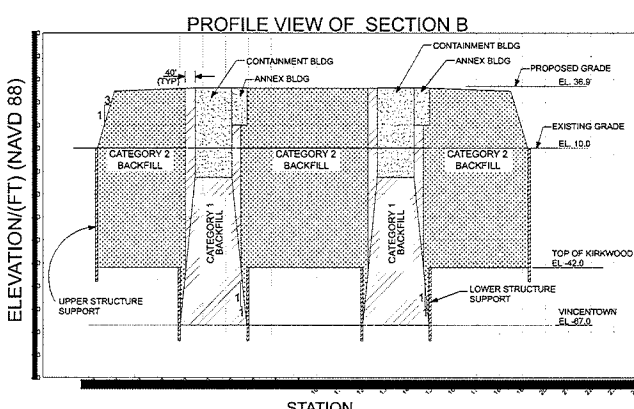 PROFILE VIEW OF SECTION B
40'
(TYP)
CONTAINMENT BLDG
ANNEX BLDG
CONTAINMENT BLDG
ANNEX BLDG
PROPOSED GRADE
EL. 36.9'
3
1
EXISTING GRADE
EL. 10.0
CATEGORY 2
BACKFILL
CATEGORY 2
BACKFILL
CATEGORY 2
BACKFILL
CATEGORY 1
BACKFILL
CATEGORY 1
BACKFILL
TOP OF KIRKWOOD
EL -42.0
1
1
UPPER STRUCTURE
SUPPORT
LOWER STRUCTURE
SUPPORT
VINCENTOWN
EL -67.0
ELEVATION/(FT) (NAVD 88)
STATION